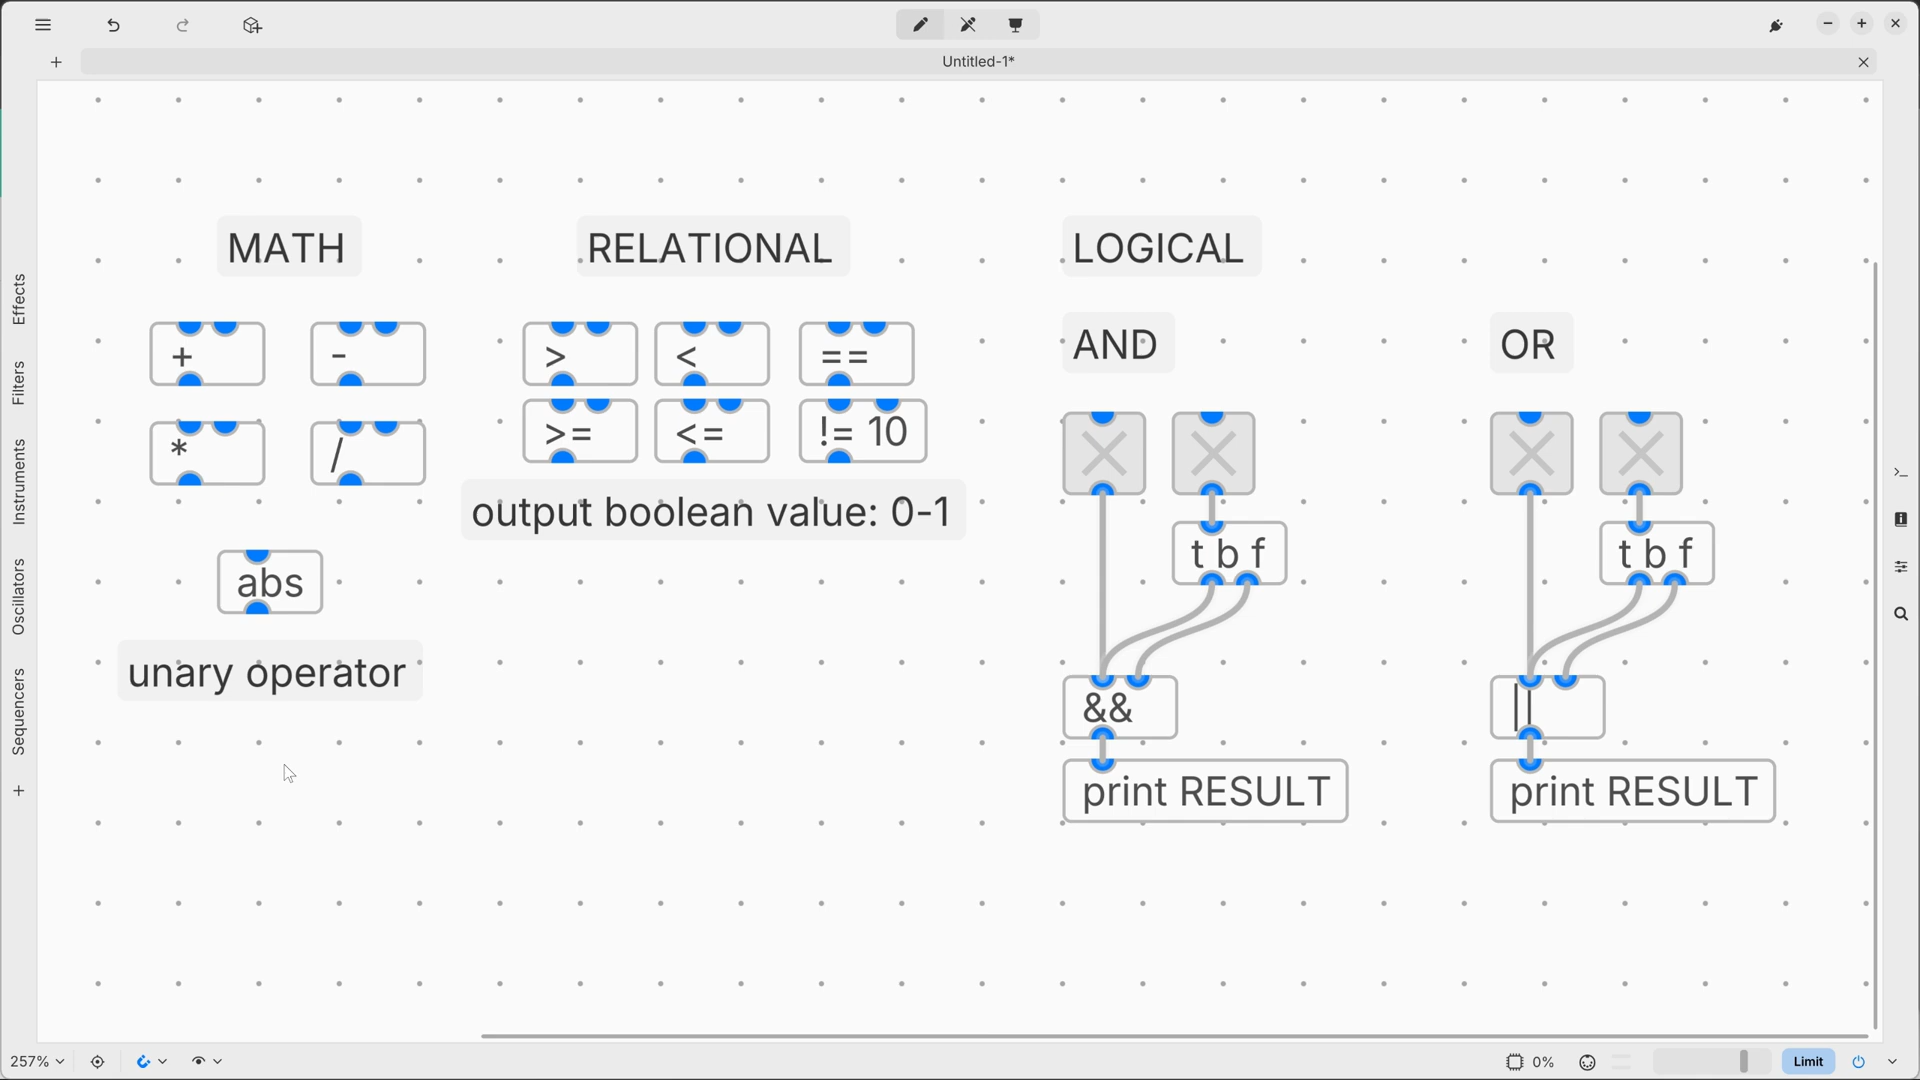 Untitled-1*
Effects
Filters
Instruments
Oscillators
Sequencers
MATH
+ -
* /
abs
unary operator
RELATIONAL
> < ==
>= <= != 10
output boolean value: 0-1
LOGICAL
AND
t b f
&&
print RESULT
OR
t b f
||
print RESULT
257%
0%
Limit